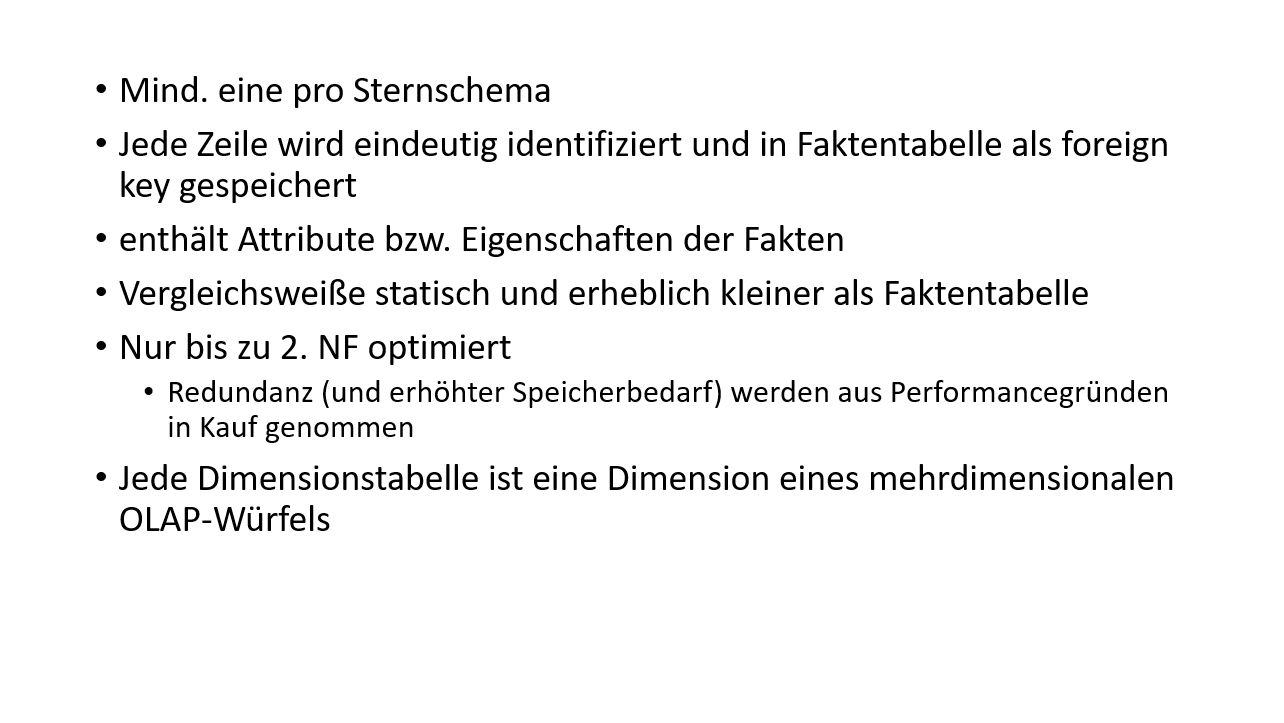 • Mind. eine pro Sternschema
• Jede Zeile wird eindeutig identifiziert und in Faktentabelle als foreign
key gespeichert
• enthält Attribute bzw. Eigenschaften der Fakten
• Vergleichsweiße statisch und erheblich kleiner als Faktentabelle
• Nur bis zu 2. NF optimiert
• Redundanz (und erhöhter Speicherbedarf) werden aus Performancegründen
in Kauf genommen
• Jede Dimensionstabelle ist eine Dimension eines mehrdimensionalen
OLAP-Würfels